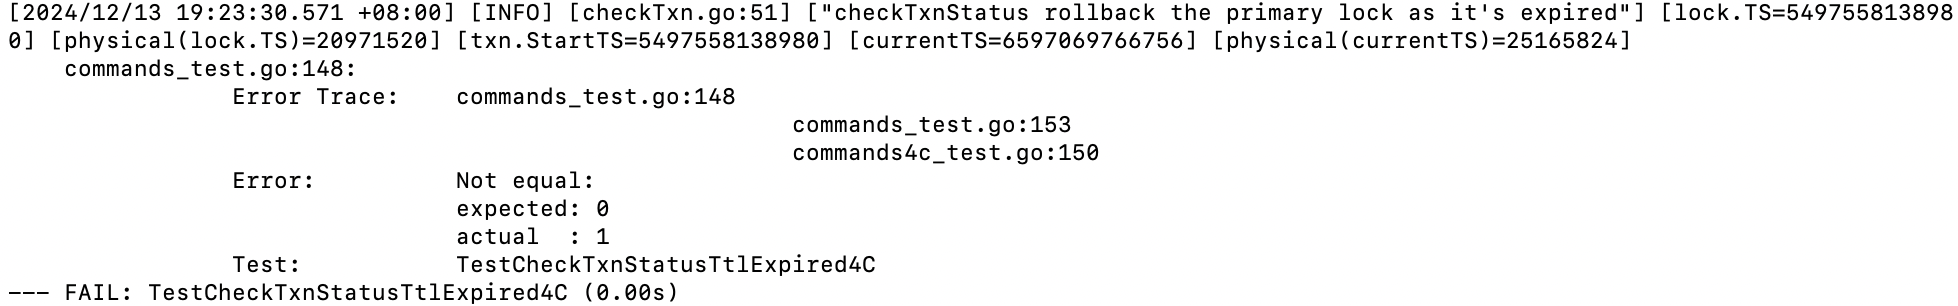 [2024/12/13 19:23:30.571 +08:00] [INFO] [checkTxn.go:51] ["checkTxnStatus rollback the primary lock as it's expired"] [lock.TS=549755813898
0] [physical(lock.TS)=20971520] [txn.StartTS=5497558138980] [currentTS=6597069766756] [physical(currentTS)=25165824]
    commands_test.go:148:
            Error Trace:    commands_test.go:148
                                    commands_test.go:153
                                    commands4c_test.go:150
            Error:          Not equal:
                            expected: 0
                            actual  : 1
            Test:           TestCheckTxnStatusTtlExpired4C
--- FAIL: TestCheckTxnStatusTtlExpired4C (0.00s)